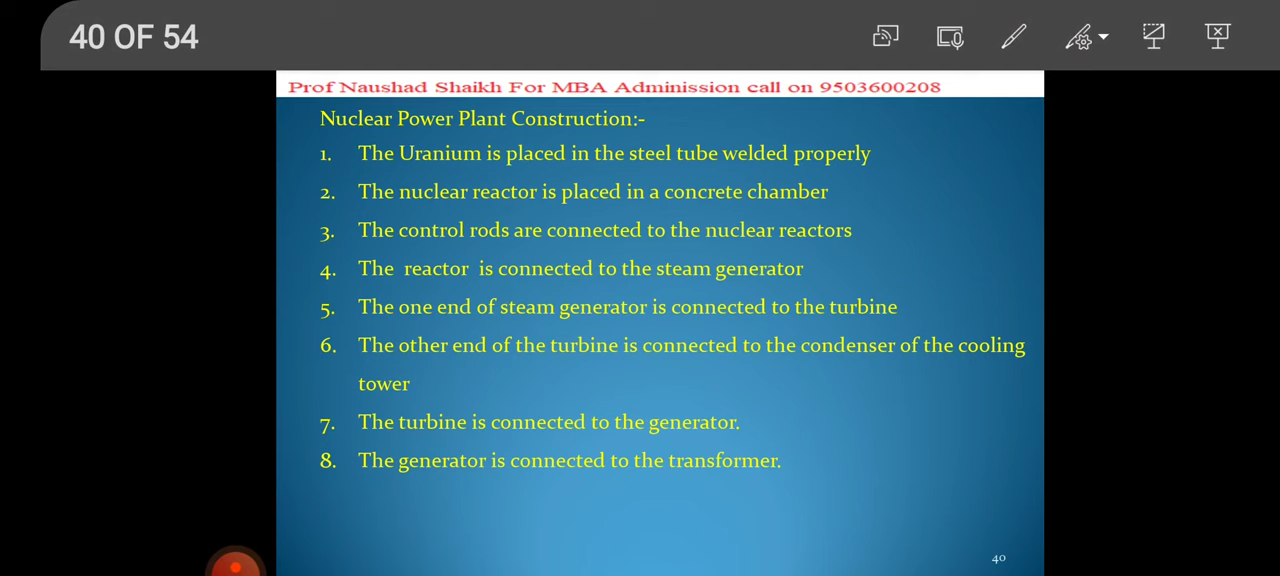 40 OF 54
Prof Naushad Shaikh For MBA Adminission call on 9503600208
Nuclear Power Plant Construction:-
1. The Uranium is placed in the steel tube welded properly
2. The nuclear reactor is placed in a concrete chamber
3. The control rods are connected to the nuclear reactors
4. The reactor is connected to the steam generator
5. The one end of steam generator is connected to the turbine
6. The other end of the turbine is connected to the condenser of the cooling
tower
7. The turbine is connected to the generator.
8. The generator is connected to the transformer.
40